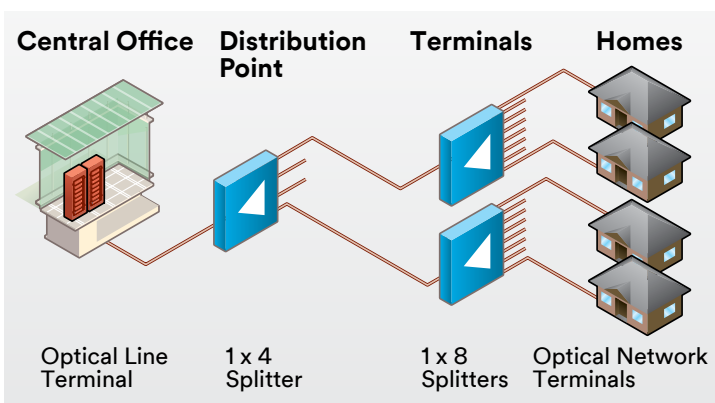 Central Office
Distribution
Point
Terminals
Homes
Optical Line
Terminal
1 x 4
Splitter
1 x 8
Splitters
Optical Network
Terminals